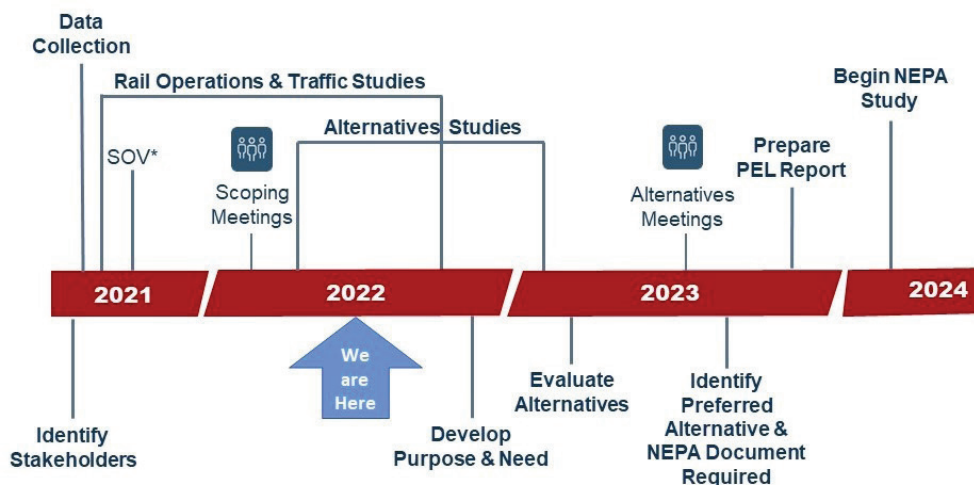 Data
Collection
Rail Operations & Traffic Studies
SOV*
Scoping
Meetings
Alternatives Studies
Alternatives
Meetings
Prepare
PEL Report
Begin NEPA
Study
2021
2022
2023
2024
Identify
Stakeholders
We
are
Here
Develop
Purpose & Need
Evaluate
Alternatives
Identify
Preferred
Alternative &
NEPA Document
Required